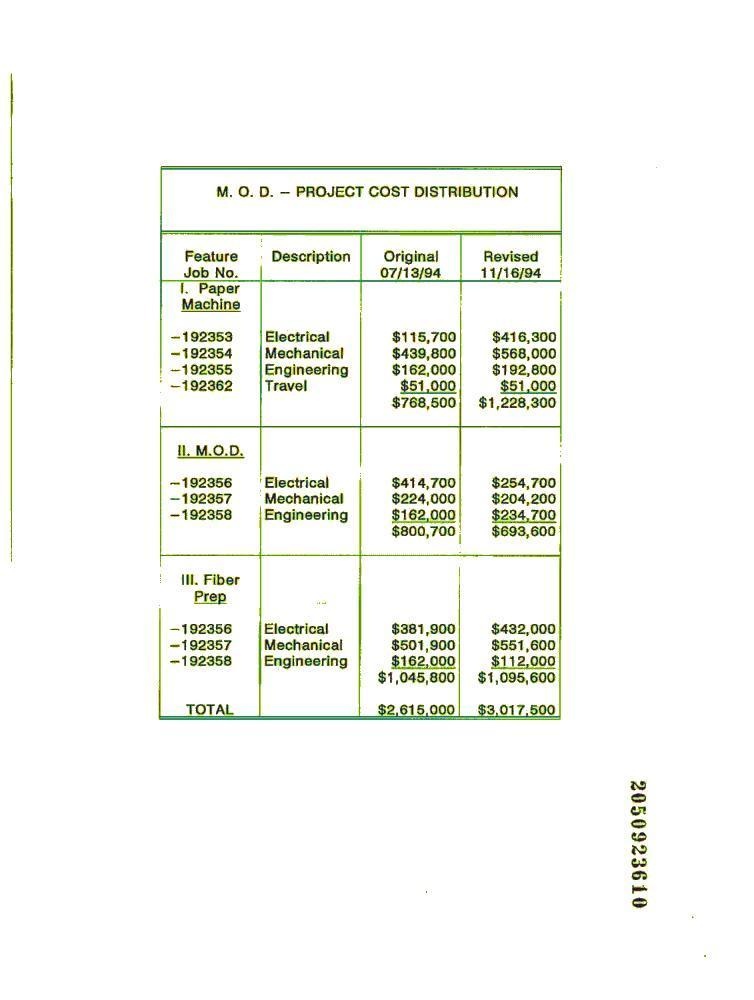 M. O. D. – PROJECT COST DISTRIBUTION
Feature Description Original Revised
Job No. 07/13/94 11/16/94
I. Paper
Machine
–192353 Electrical $115,700 $416,300
–192354 Mechanical $439,800 $568,000
–192355 Engineering $162,000 $192,800
–192362 Travel $51,000 $51,000
$768,500 $1,228,300
II. M.O.D.
–192356 Electrical $414,700 $254,700
–192357 Mechanical $224,000 $204,200
–192358 Engineering $162,000 $234,700
$800,700 $693,600
III. Fiber
Prep
–192356 Electrical $381,900 $432,000
–192357 Mechanical $501,900 $551,600
–192358 Engineering $162,000 $112,000
$1,045,800 $1,095,600
TOTAL $2,615,000 $3,017,500
2050923610